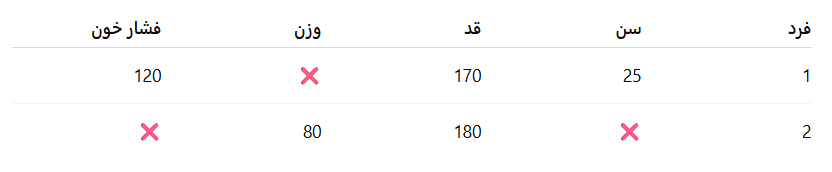 فرد سن قد وزن فشار خون
1 25 170 ❌ 120
2 ❌ 180 80 ❌